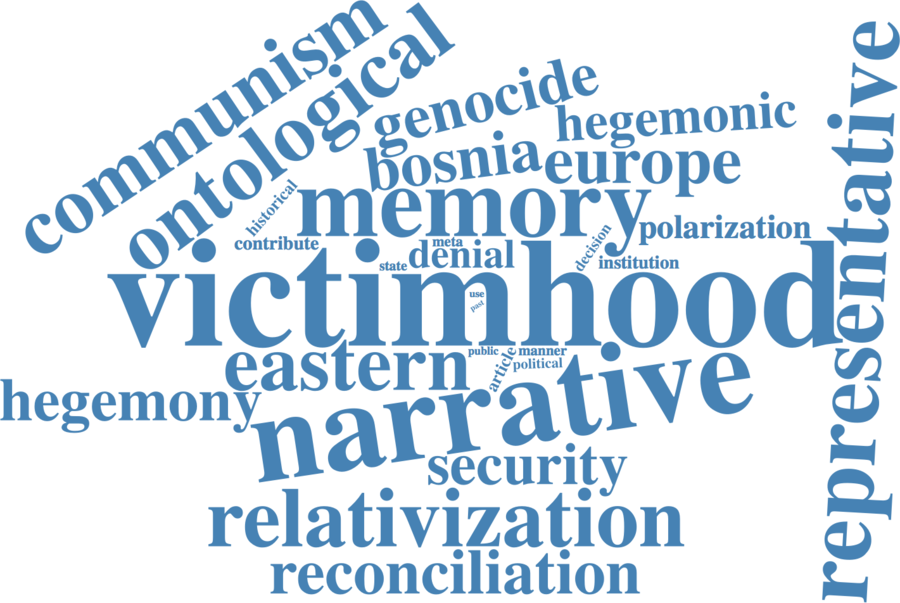 communism
ontological
genocide
hegemonic
bosnia
europe
representative
historical
memory
polarization
contribute
meta
denial
decision
state
institution
victimhood
use
past
public
manner
article
political
eastern
hegemony
narrative
security
relativization
reconciliation